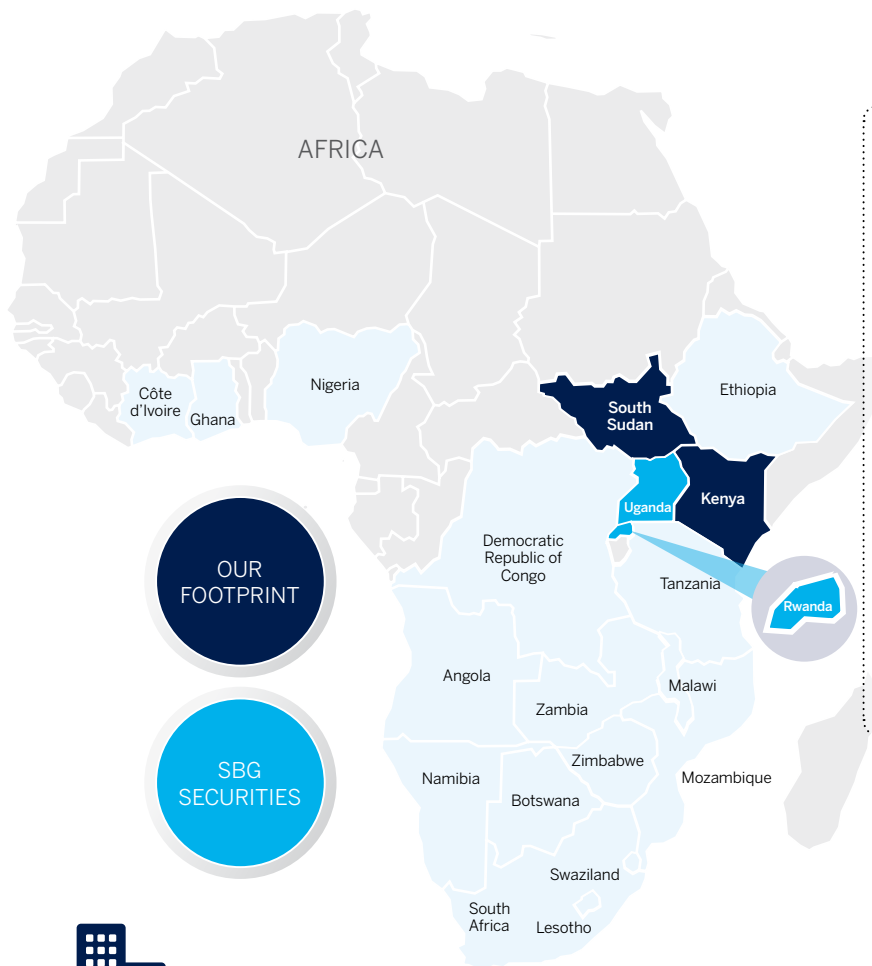 AFRICA
Nigeria
Côte
d'Ivoire
Ghana
Ethiopia
South
Sudan
Uganda
Kenya
Democratic
Republic of
Congo
Tanzania
Rwanda
OUR
FOOTPRINT
Angola
Malawi
Zambia
Zimbabwe
Mozambique
Namibia
Botswana
SBG
SECURITIES
Swaziland
South
Africa
Lesotho